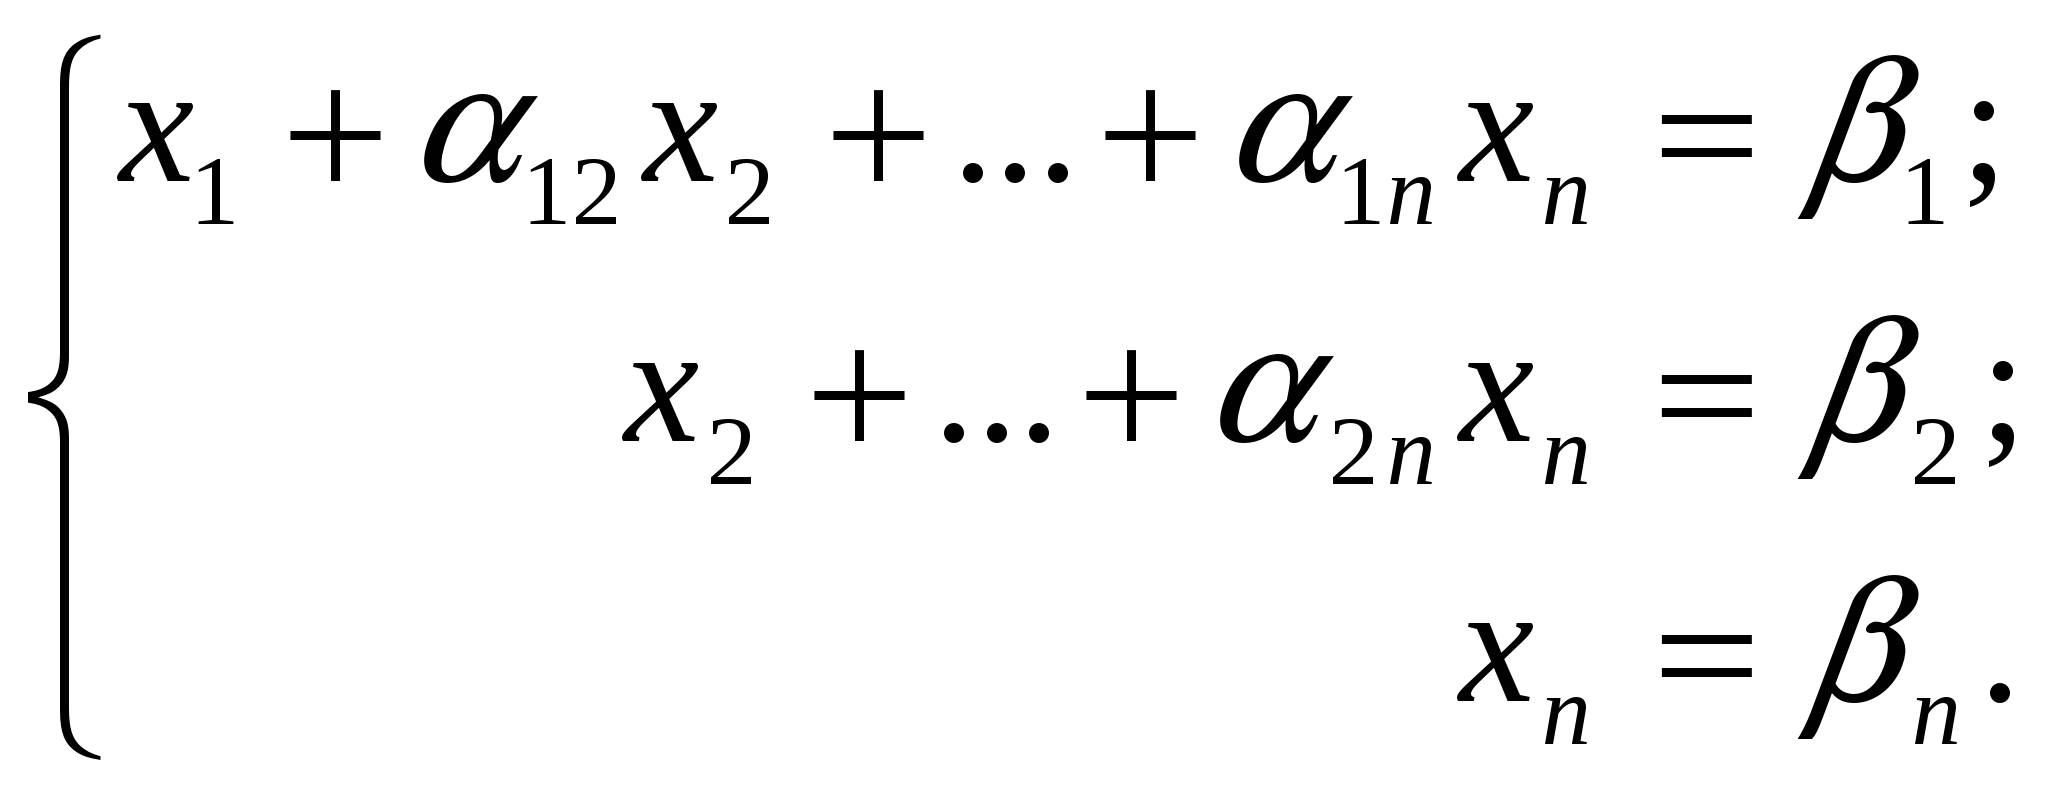 x₁ + α₁₂x₂ + ... + α₁ₙxₙ = β₁;
x₂ + ... + α₂ₙxₙ = β₂;
xₙ = βₙ.